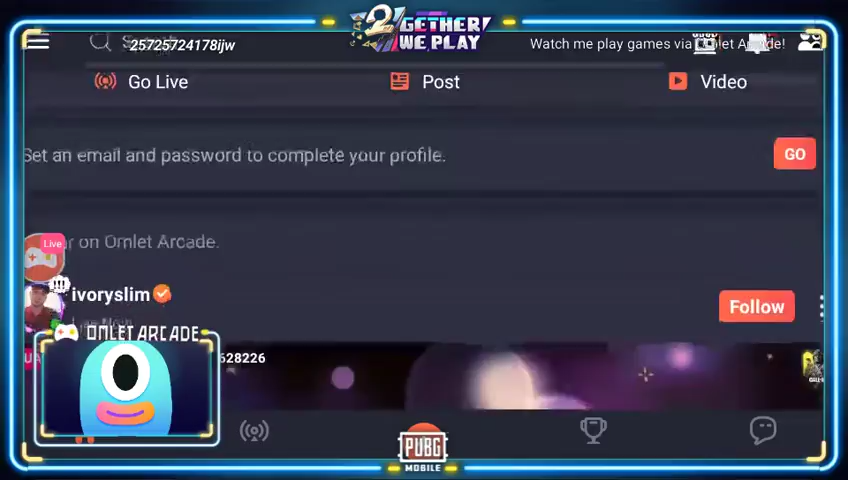 2GETHER
WE PLAY
25725724178ijw
Watch me play games via Omlet Arcade!
Go Live
Post
Video
Set an email and password to complete your profile.
GO
on Omlet Arcade.
Live
ivoryslim
Follow
OMLET ARCADE
628226
PUBG
MOBILE